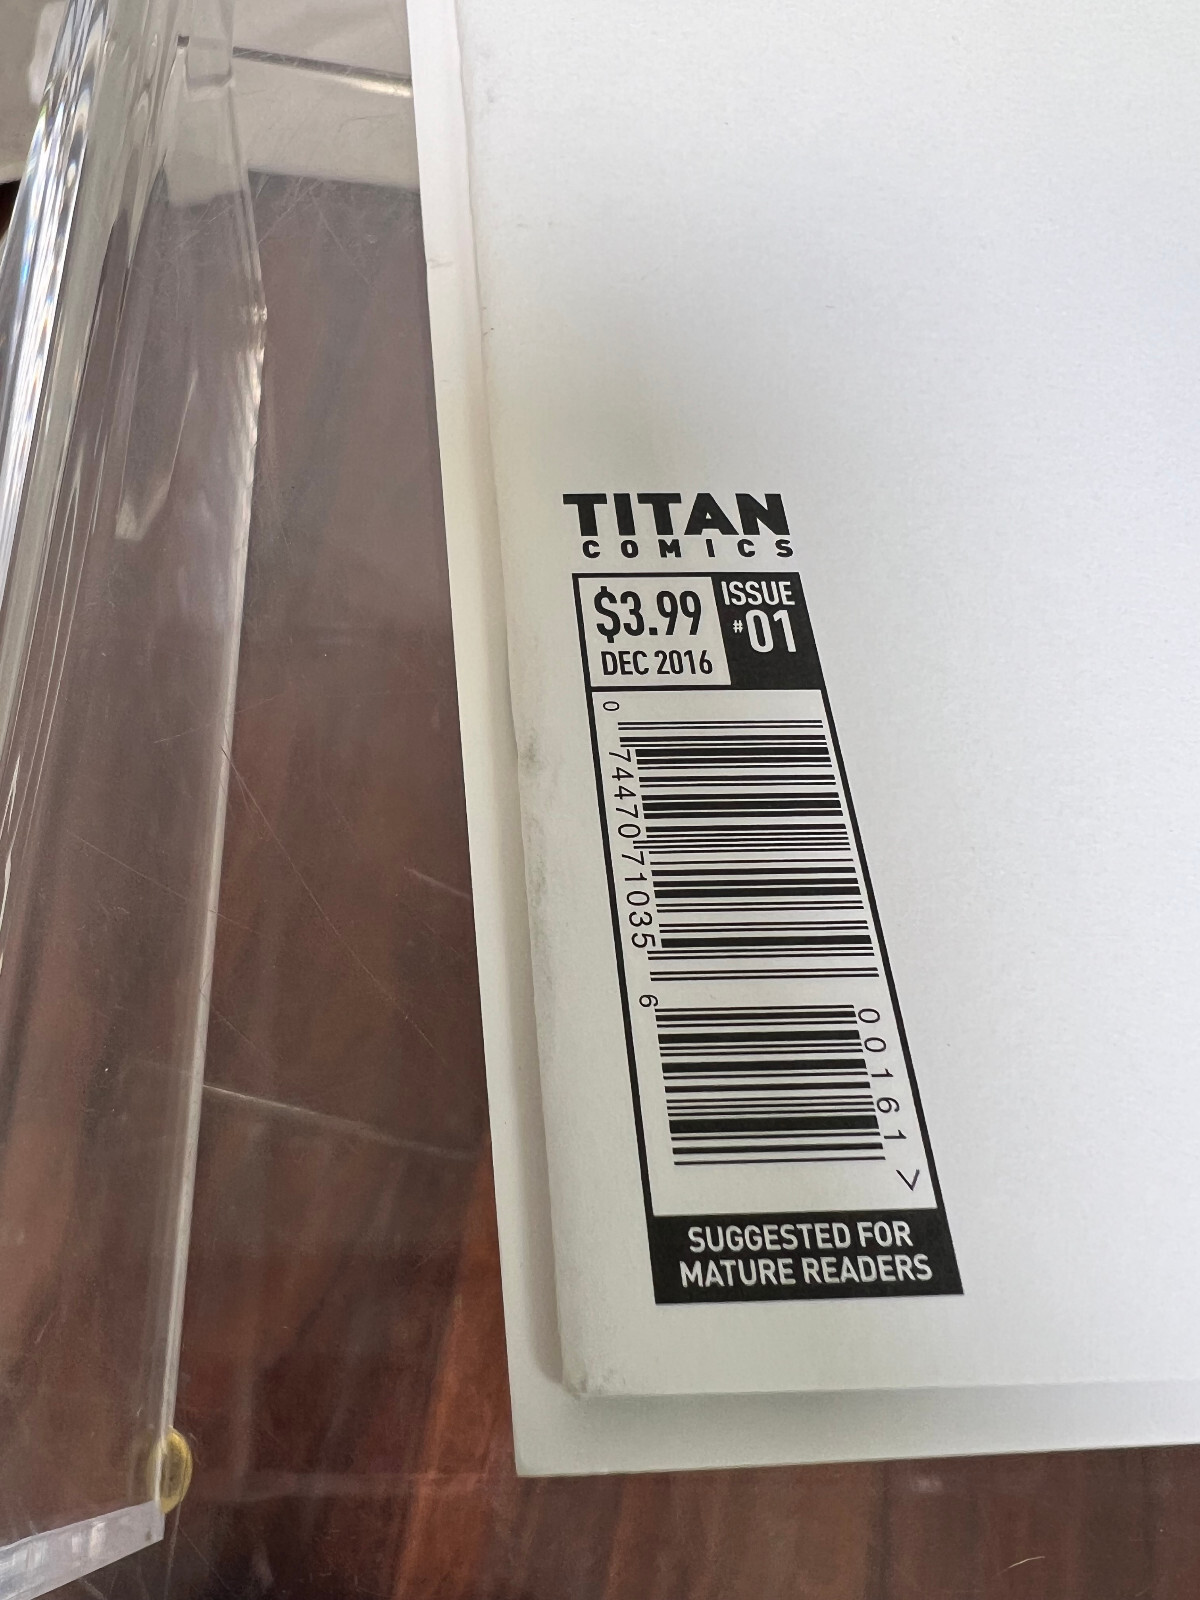 TITAN
COMICS
$3.99
DEC 2016
ISSUE
#01
0
74470 71035
6
00161 >
SUGGESTED FOR
MATURE READERS